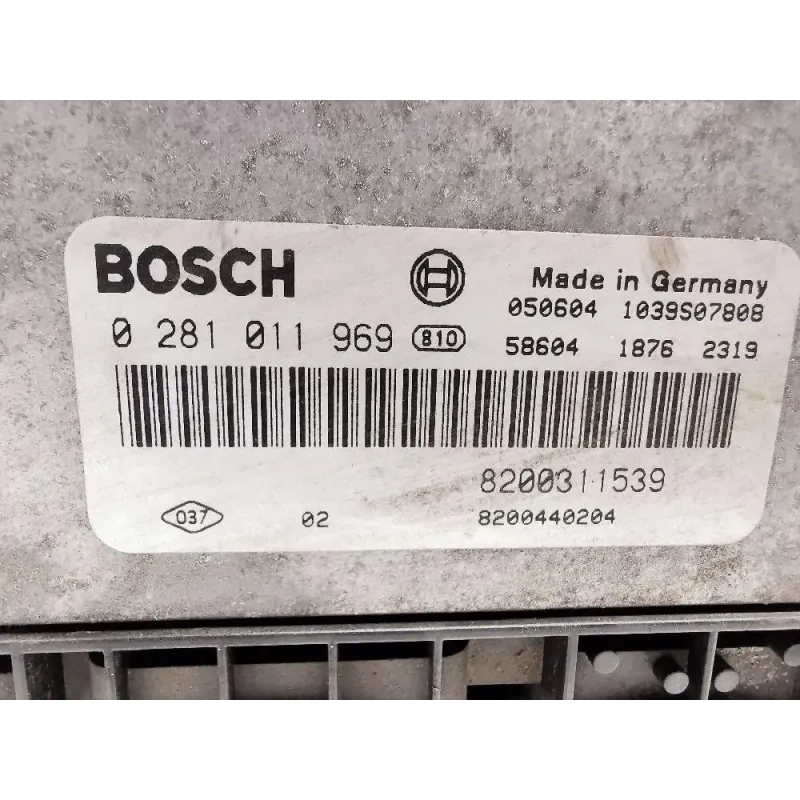 BOSCH
Made in Germany
050604 1039S07808
0 281 011 969 810 58604 1876 2319
8200311539
037 02 8200440204